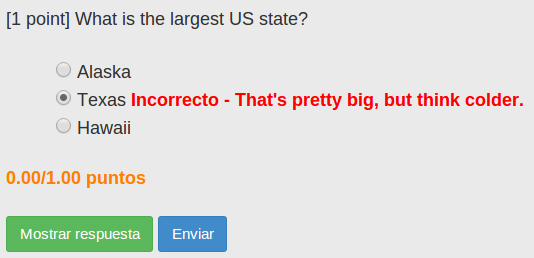 [1 point] What is the largest US state?
Alaska
Texas Incorrecto - That's pretty big, but think colder.
Hawaii
0.00/1.00 puntos
Mostrar respuesta Enviar